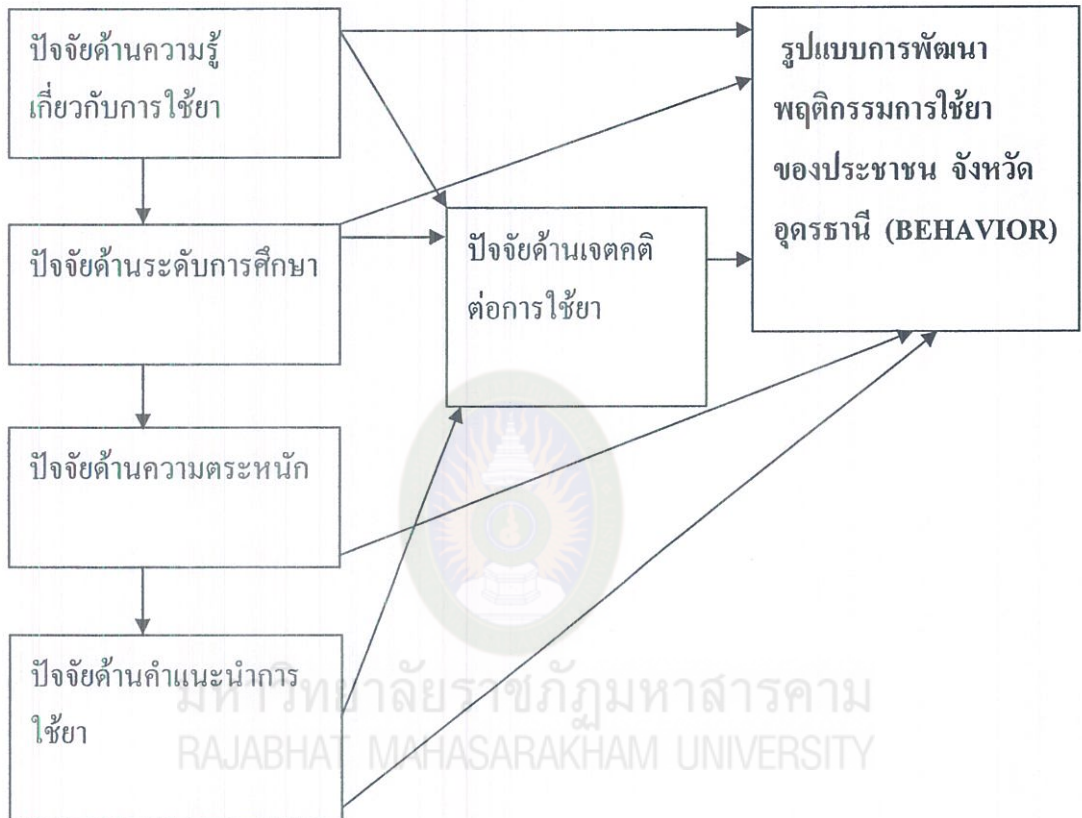 ปัจจัยด้านความรู้
เกี่ยวกับการใช้ยา
ปัจจัยด้านระดับการศึกษา
ปัจจัยด้านความตระหนัก
ปัจจัยด้านคำแนะนำการ
ใช้ยา
ปัจจัยด้านเจตคติ
ต่อการใช้ยา
รูปแบบการพัฒนา
พฤติกรรมการใช้ยา
ของประชาชน จังหวัด
อุดรธานี (BEHAVIOR)
มหาวิทยาลัยราชภัฏมหาสารคาม
RAJABHAT MAHASARAKHAM UNIVERSITY